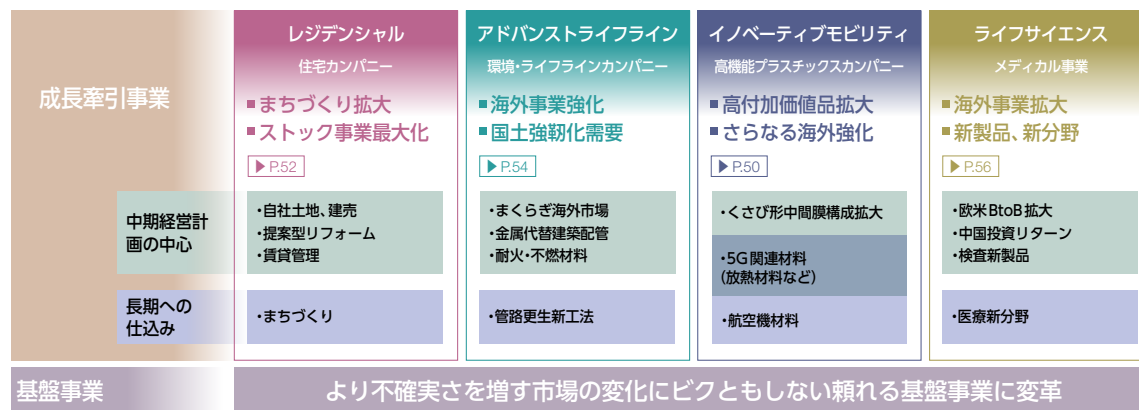 成長牽引事業
レジデンシャル
住宅カンパニー
■まちづくり拡大
■ストック事業最大化
▶ P.52
アドバンストライフライン
環境・ライフラインカンパニー
■海外事業強化
■国土強靭化需要
▶ P.54
イノベーティブモビリティ
高機能プラスチックスカンパニー
■高付加価値品拡大
■さらなる海外強化
▶ P.50
ライフサイエンス
メディカル事業
■海外事業拡大
■新製品、新分野
▶ P.56
中期経営計
画の中心
・自社土地、建売
・提案型リフォーム
・賃貸管理
・まくらぎ海外市場
・金属代替建築配管
・耐火・不燃材料
・くさび形中間膜構成拡大
・5G関連材料
（放熱材料など）
・欧米BtoB拡大
・中国投資リターン
・検査新製品
長期への
仕込み
・まちづくり
・管路更生新工法
・航空機材料
・医療新分野
基盤事業
より不確実さを増す市場の変化にビクともしない頼れる基盤事業に変革